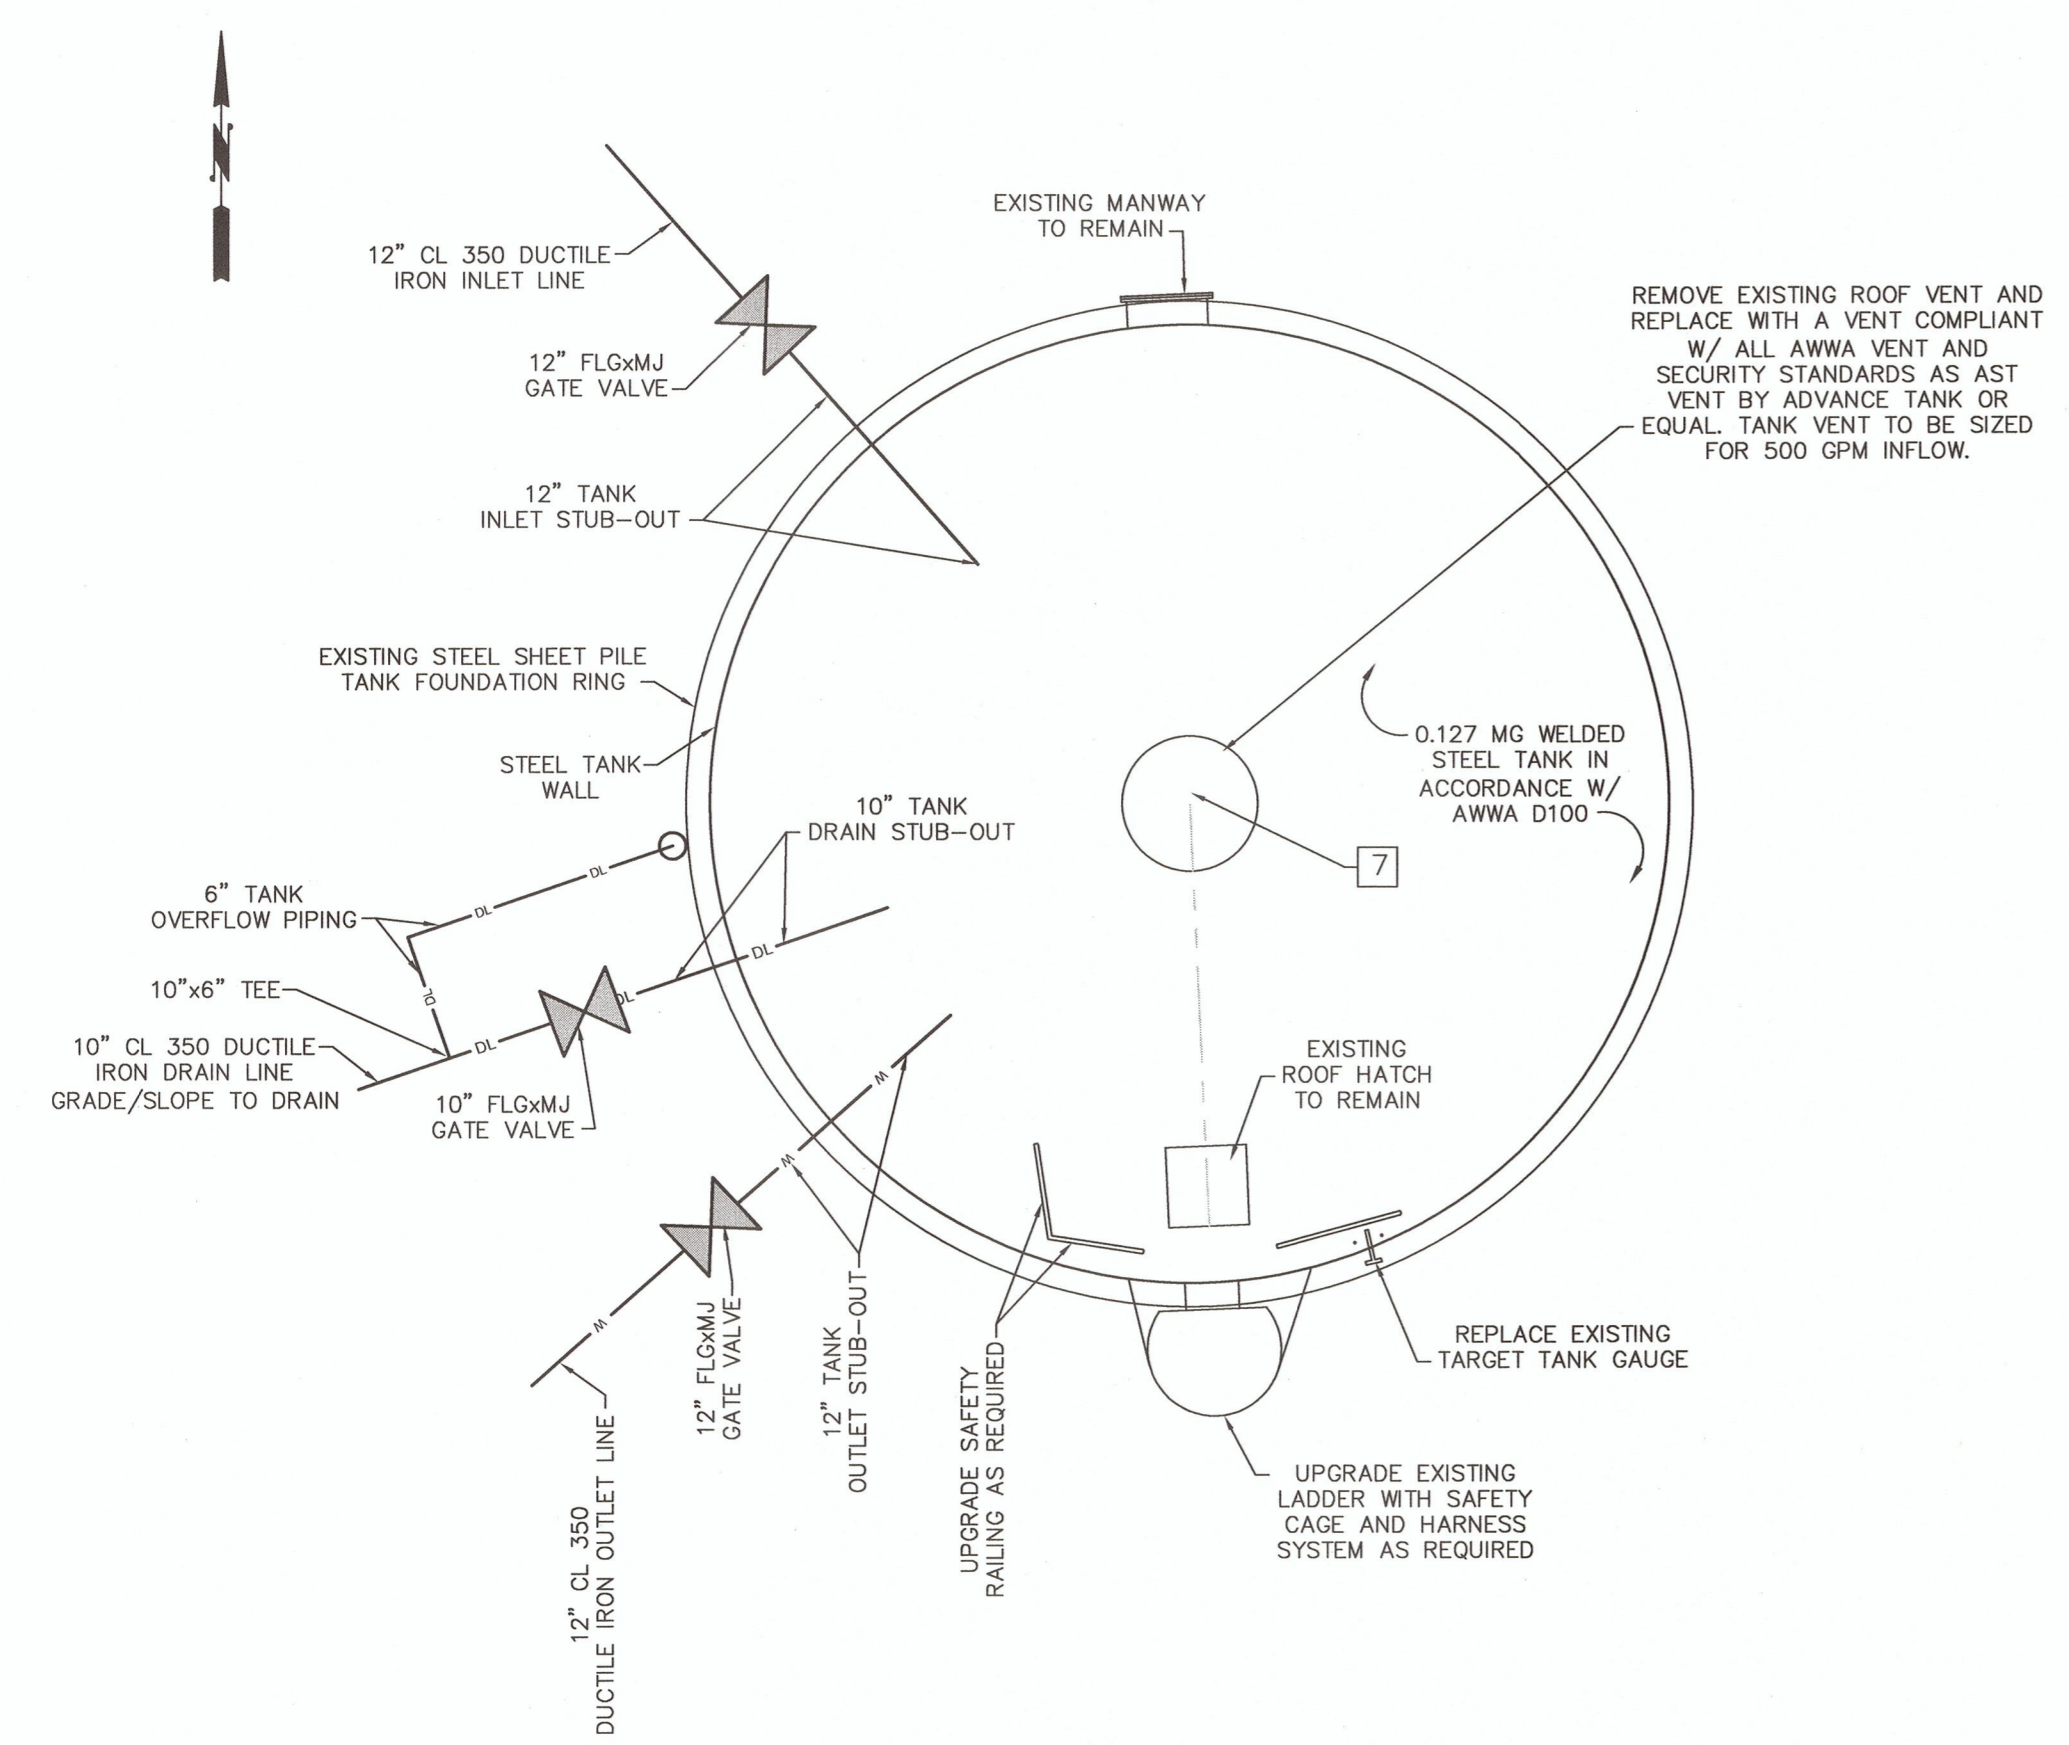 N
EXISTING MANWAY
TO REMAIN
12" CL 350 DUCTILE
IRON INLET LINE
REMOVE EXISTING ROOF VENT AND
REPLACE WITH A VENT COMPLIANT
W/ ALL AWWA VENT AND
SECURITY STANDARDS AS AST
VENT BY ADVANCE TANK OR
EQUAL. TANK VENT TO BE SIZED
FOR 500 GPM INFLOW.
12" FLGxMJ
GATE VALVE
12" TANK
INLET STUB-OUT
EXISTING STEEL SHEET PILE
TANK FOUNDATION RING
STEEL TANK
WALL
0.127 MG WELDED
STEEL TANK IN
ACCORDANCE W/
AWWA D100
10" TANK
DRAIN STUB-OUT
7
DL
DL
6" TANK
OVERFLOW PIPING
DL
DL
DL
DL
10"x6" TEE
10" CL 350 DUCTILE
IRON DRAIN LINE
GRADE/SLOPE TO DRAIN
10" FLGxMJ
GATE VALVE
EXISTING
ROOF HATCH
TO REMAIN
W
W
W
12" FLGxMJ
GATE VALVE
12" TANK
OUTLET STUB-OUT
UPGRADE SAFETY
RAILING AS REQUIRED
REPLACE EXISTING
TARGET TANK GAUGE
12" CL 350
DUCTILE IRON OUTLET LINE
UPGRADE EXISTING
LADDER WITH SAFETY
CAGE AND HARNESS
SYSTEM AS REQUIRED